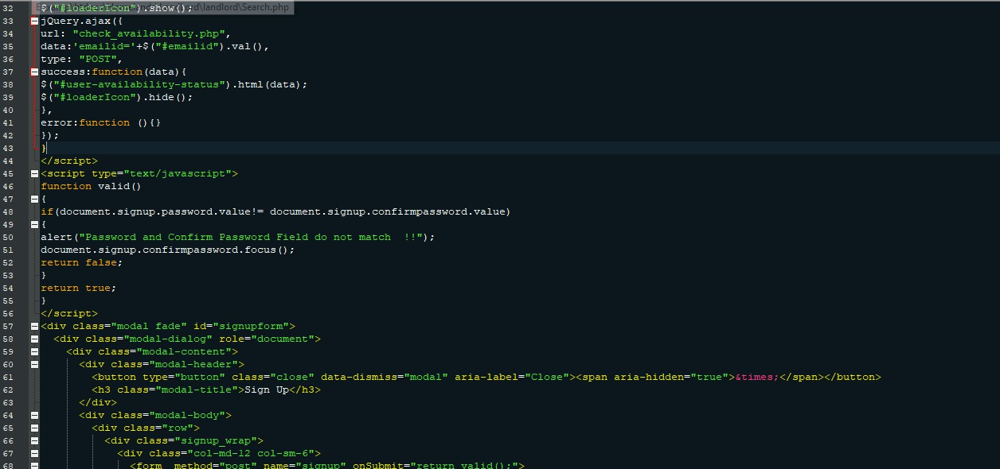 32 $("#loaderIcon").show(); \landlord\Search.php
33 jQuery.ajax({
34 url: "check_availability.php",
35 data:'emailid='+$("#emailid").val(),
36 type: "POST",
37 success:function(data){
38 $("#user-availability-status").html(data);
39 $("#loaderIcon").hide();
40 },
41 error:function (){}
42 });
43 }
44 </script>
45 <script type="text/javascript">
46 function valid()
47 {
48 if(document.signup.password.value!= document.signup.confirmpassword.value)
49 {
50 alert("Password and Confirm Password Field do not match  !!");
51 document.signup.confirmpassword.focus();
52 return false;
53 }
54 return true;
55 }
56 </script>
57 <div class="modal fade" id="signupform">
58 <div class="modal-dialog" role="document">
59 <div class="modal-content">
60 <div class="modal-header">
61 <button type="button" class="close" data-dismiss="modal" aria-label="Close"><span aria-hidden="true">&times;</span></button>
62 <h3 class="modal-title">Sign Up</h3>
63 </div>
64 <div class="modal-body">
65 <div class="row">
66 <div class="signup_wrap">
67 <div class="col-md-12 col-sm-6">
68 <form  method="post" name="signup" onSubmit="return valid();">